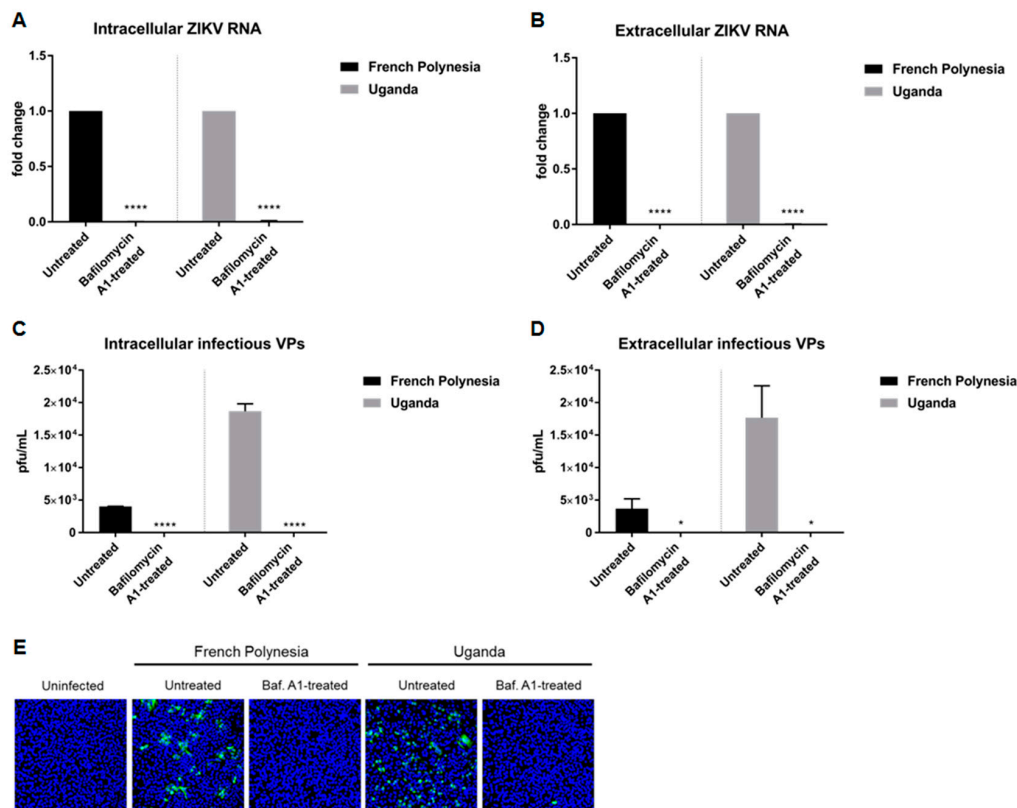 A
Intracellular ZIKV RNA
fold change
1.5
1.0
0.5
0.0
****
****
Untreated
Bafilomycin
A1-treated
Untreated
Bafilomycin
A1-treated
French Polynesia
Uganda
B
Extracellular ZIKV RNA
fold change
1.5
1.0
0.5
0.0
****
****
Untreated
Bafilomycin
A1-treated
Untreated
Bafilomycin
A1-treated
French Polynesia
Uganda
C
Intracellular infectious VPs
pfu/mL
2.5×10⁴
2×10⁴
1.5×10⁴
1×10⁴
5×10³
0
****
****
Untreated
Bafilomycin
A1-treated
Untreated
Bafilomycin
A1-treated
French Polynesia
Uganda
D
Extracellular infectious VPs
pfu/mL
2.5×10⁴
2×10⁴
1.5×10⁴
1×10⁴
5×10³
0
*
*
Untreated
Bafilomycin
A1-treated
Untreated
Bafilomycin
A1-treated
French Polynesia
Uganda
E
French Polynesia
Uganda
Uninfected
Untreated
Baf. A1-treated
Untreated
Baf. A1-treated